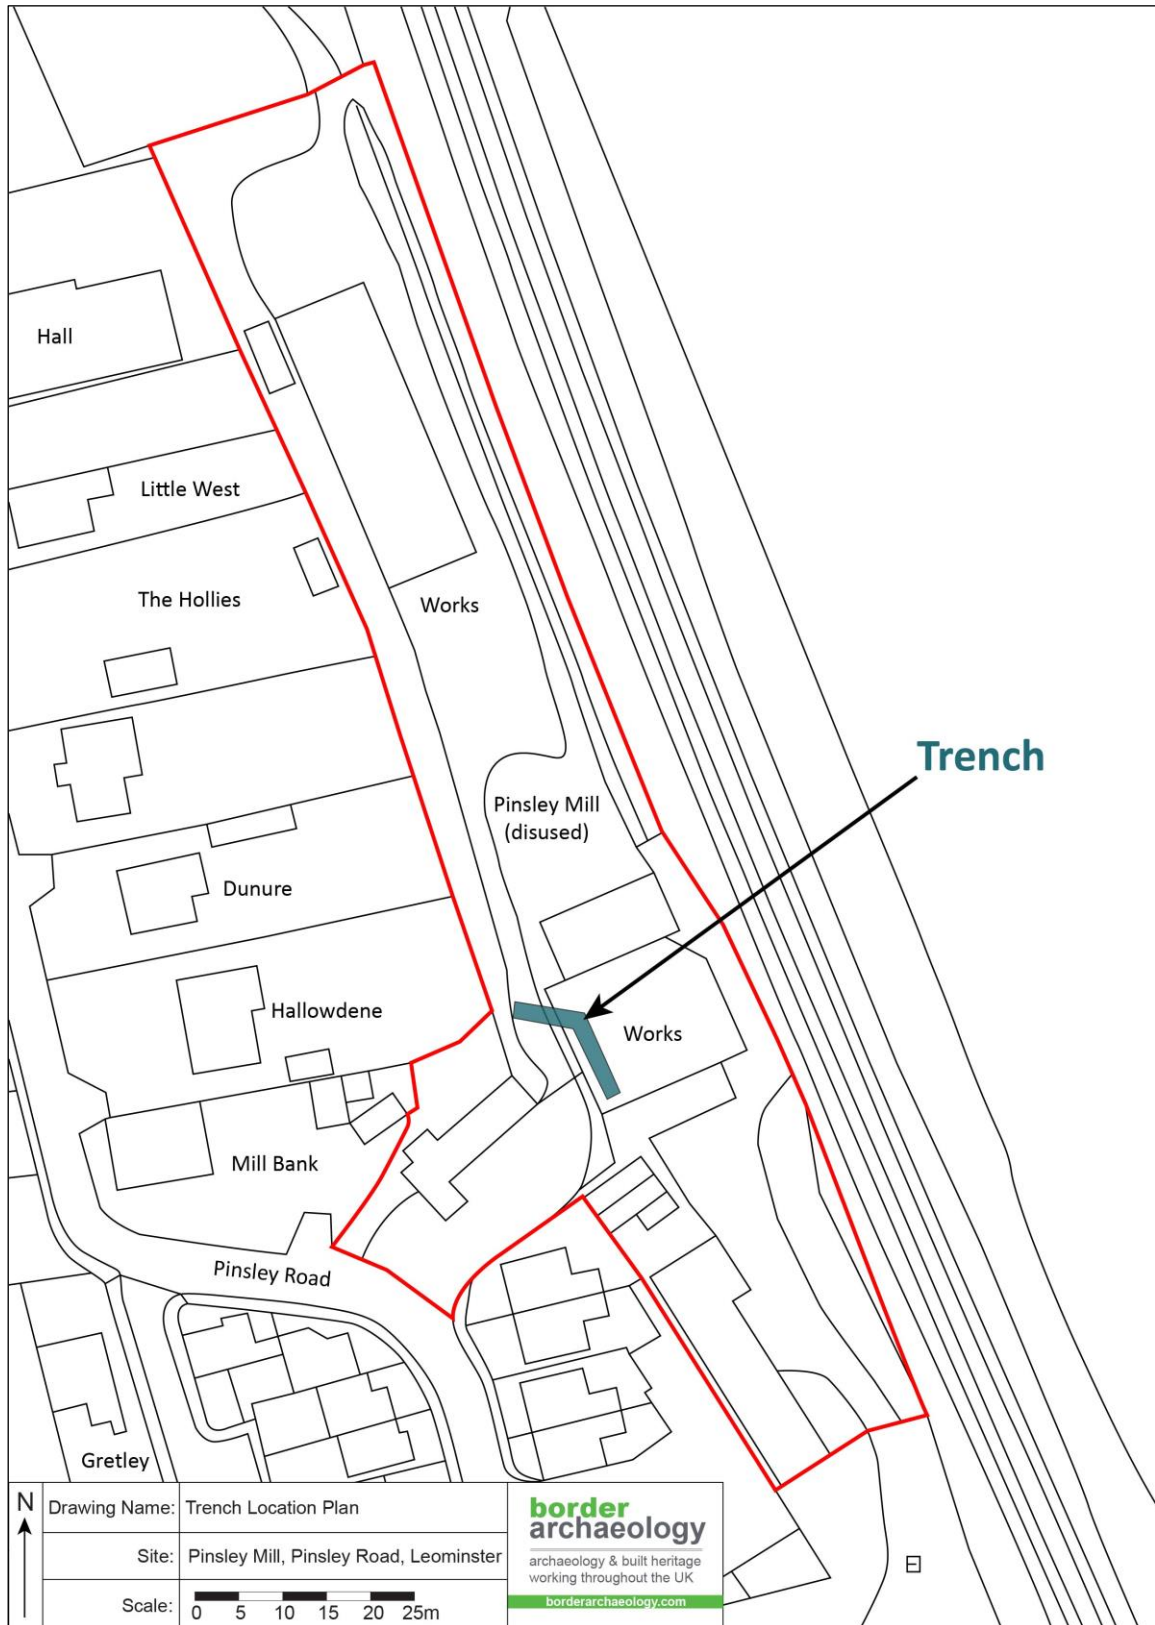 Hall
Little West
The Hollies
Works
Trench
Pinsley Mill
(disused)
Dunure
Hallowdene
Works
Mill Bank
Pinsley Road
Gretley
N
Drawing Name: Trench Location Plan
Site: Pinsley Mill, Pinsley Road, Leominster
Scale: 0 5 10 15 20 25m
border
archaeology
archaeology & built heritage
working throughout the UK
borderarchaeology.com